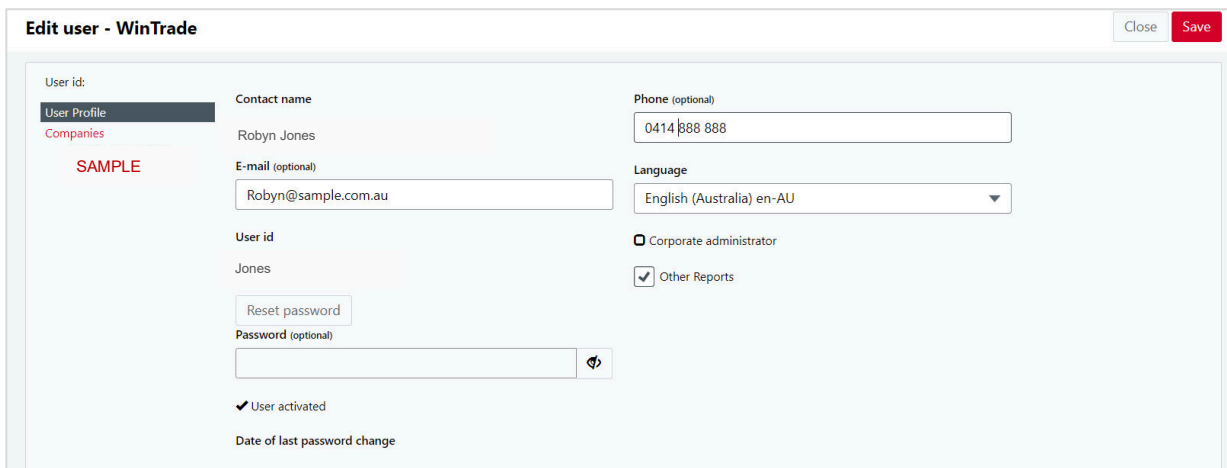 Edit user - WinTrade
Close
Save
User id:
User Profile
Companies
SAMPLE
Contact name
Robyn Jones
E-mail (optional)
Robyn@sample.com.au
User id
Jones
Reset password
Password (optional)
User activated
Date of last password change
Phone (optional)
0414 888 888
Language
English (Australia) en-AU
Corporate administrator
Other Reports